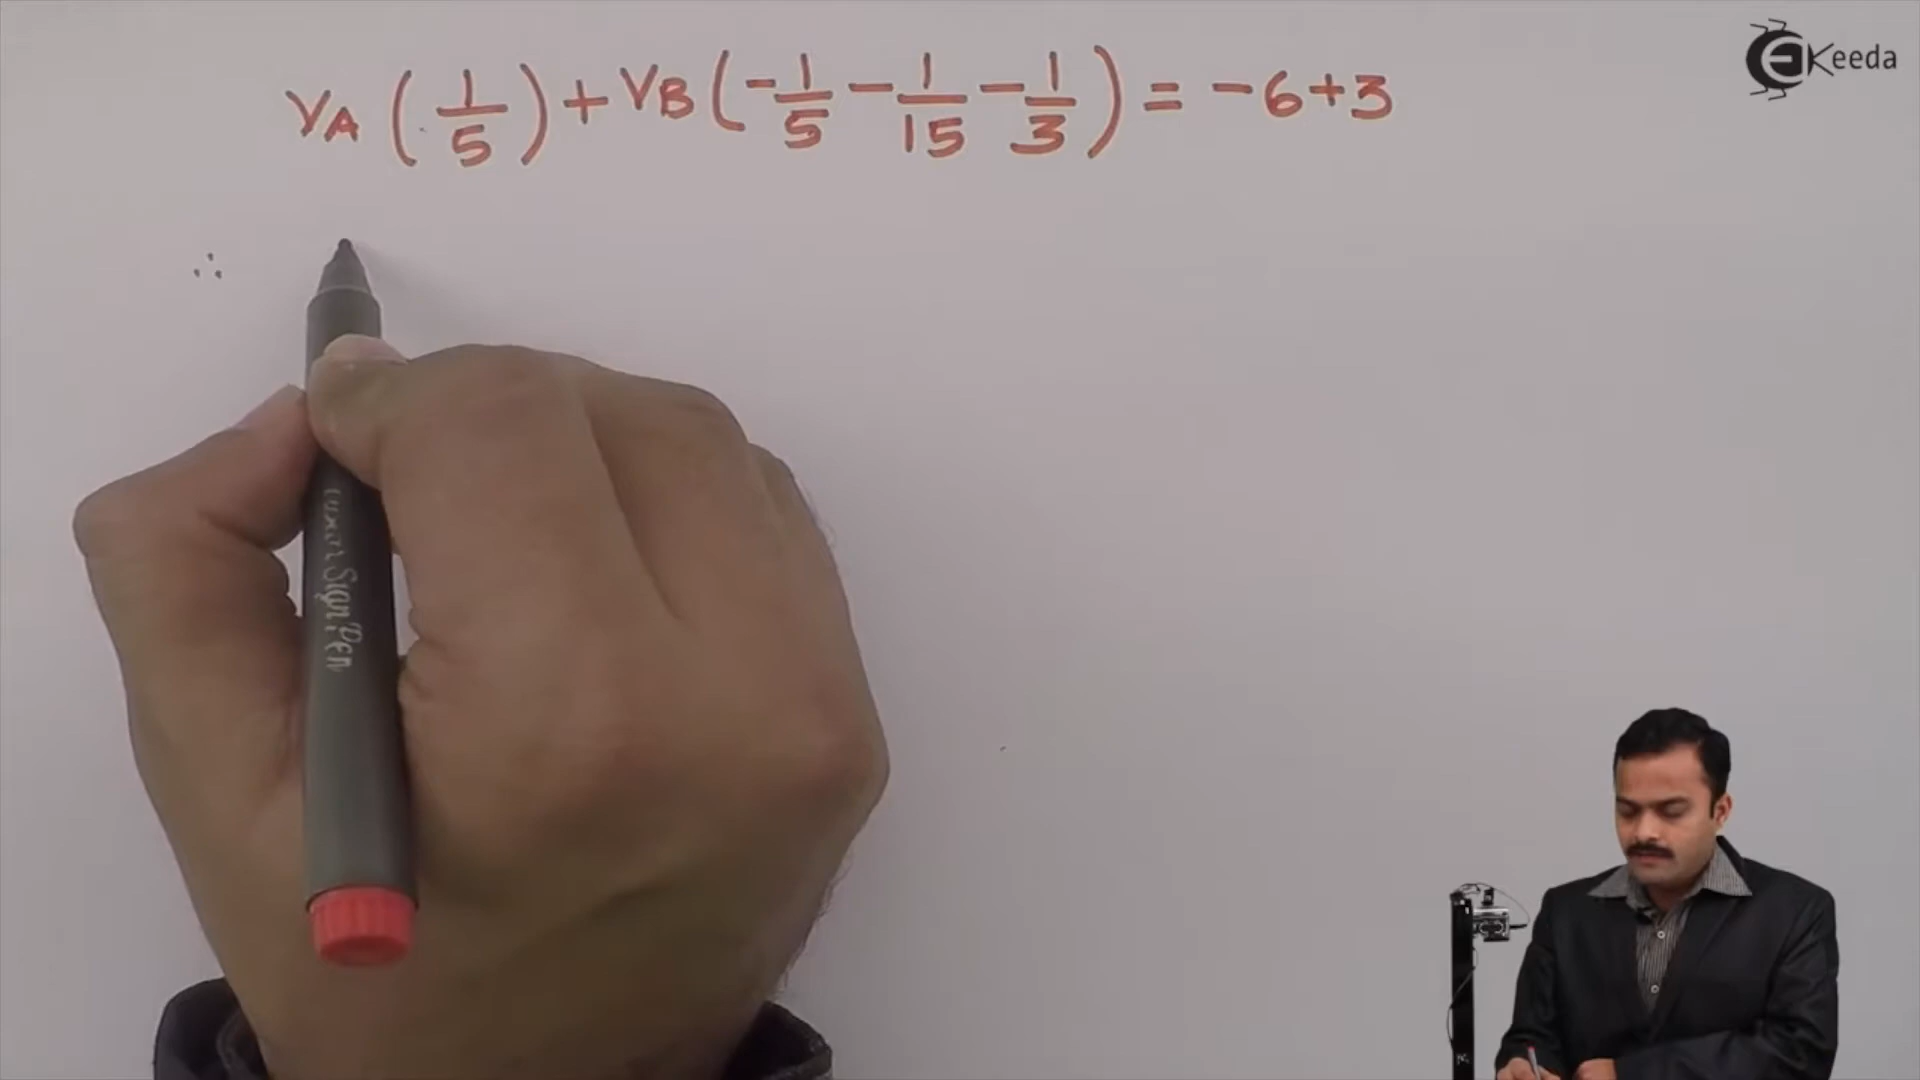 Keeda
VA (1/5) + VB (-1/5 - 1/15 - 1/3) = -6+3
∴
Sign Pen